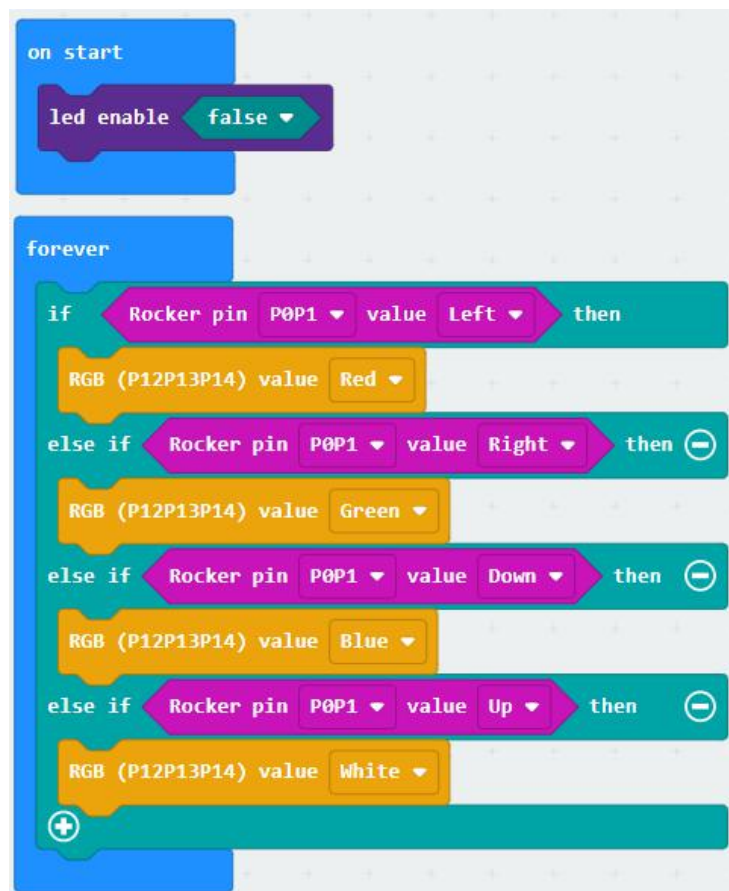 on start
led enable false
forever
if Rocker pin P0P1 value Left then
RGB (P12P13P14) value Red
else if Rocker pin P0P1 value Right then
RGB (P12P13P14) value Green
else if Rocker pin P0P1 value Down then
RGB (P12P13P14) value Blue
else if Rocker pin P0P1 value Up then
RGB (P12P13P14) value White